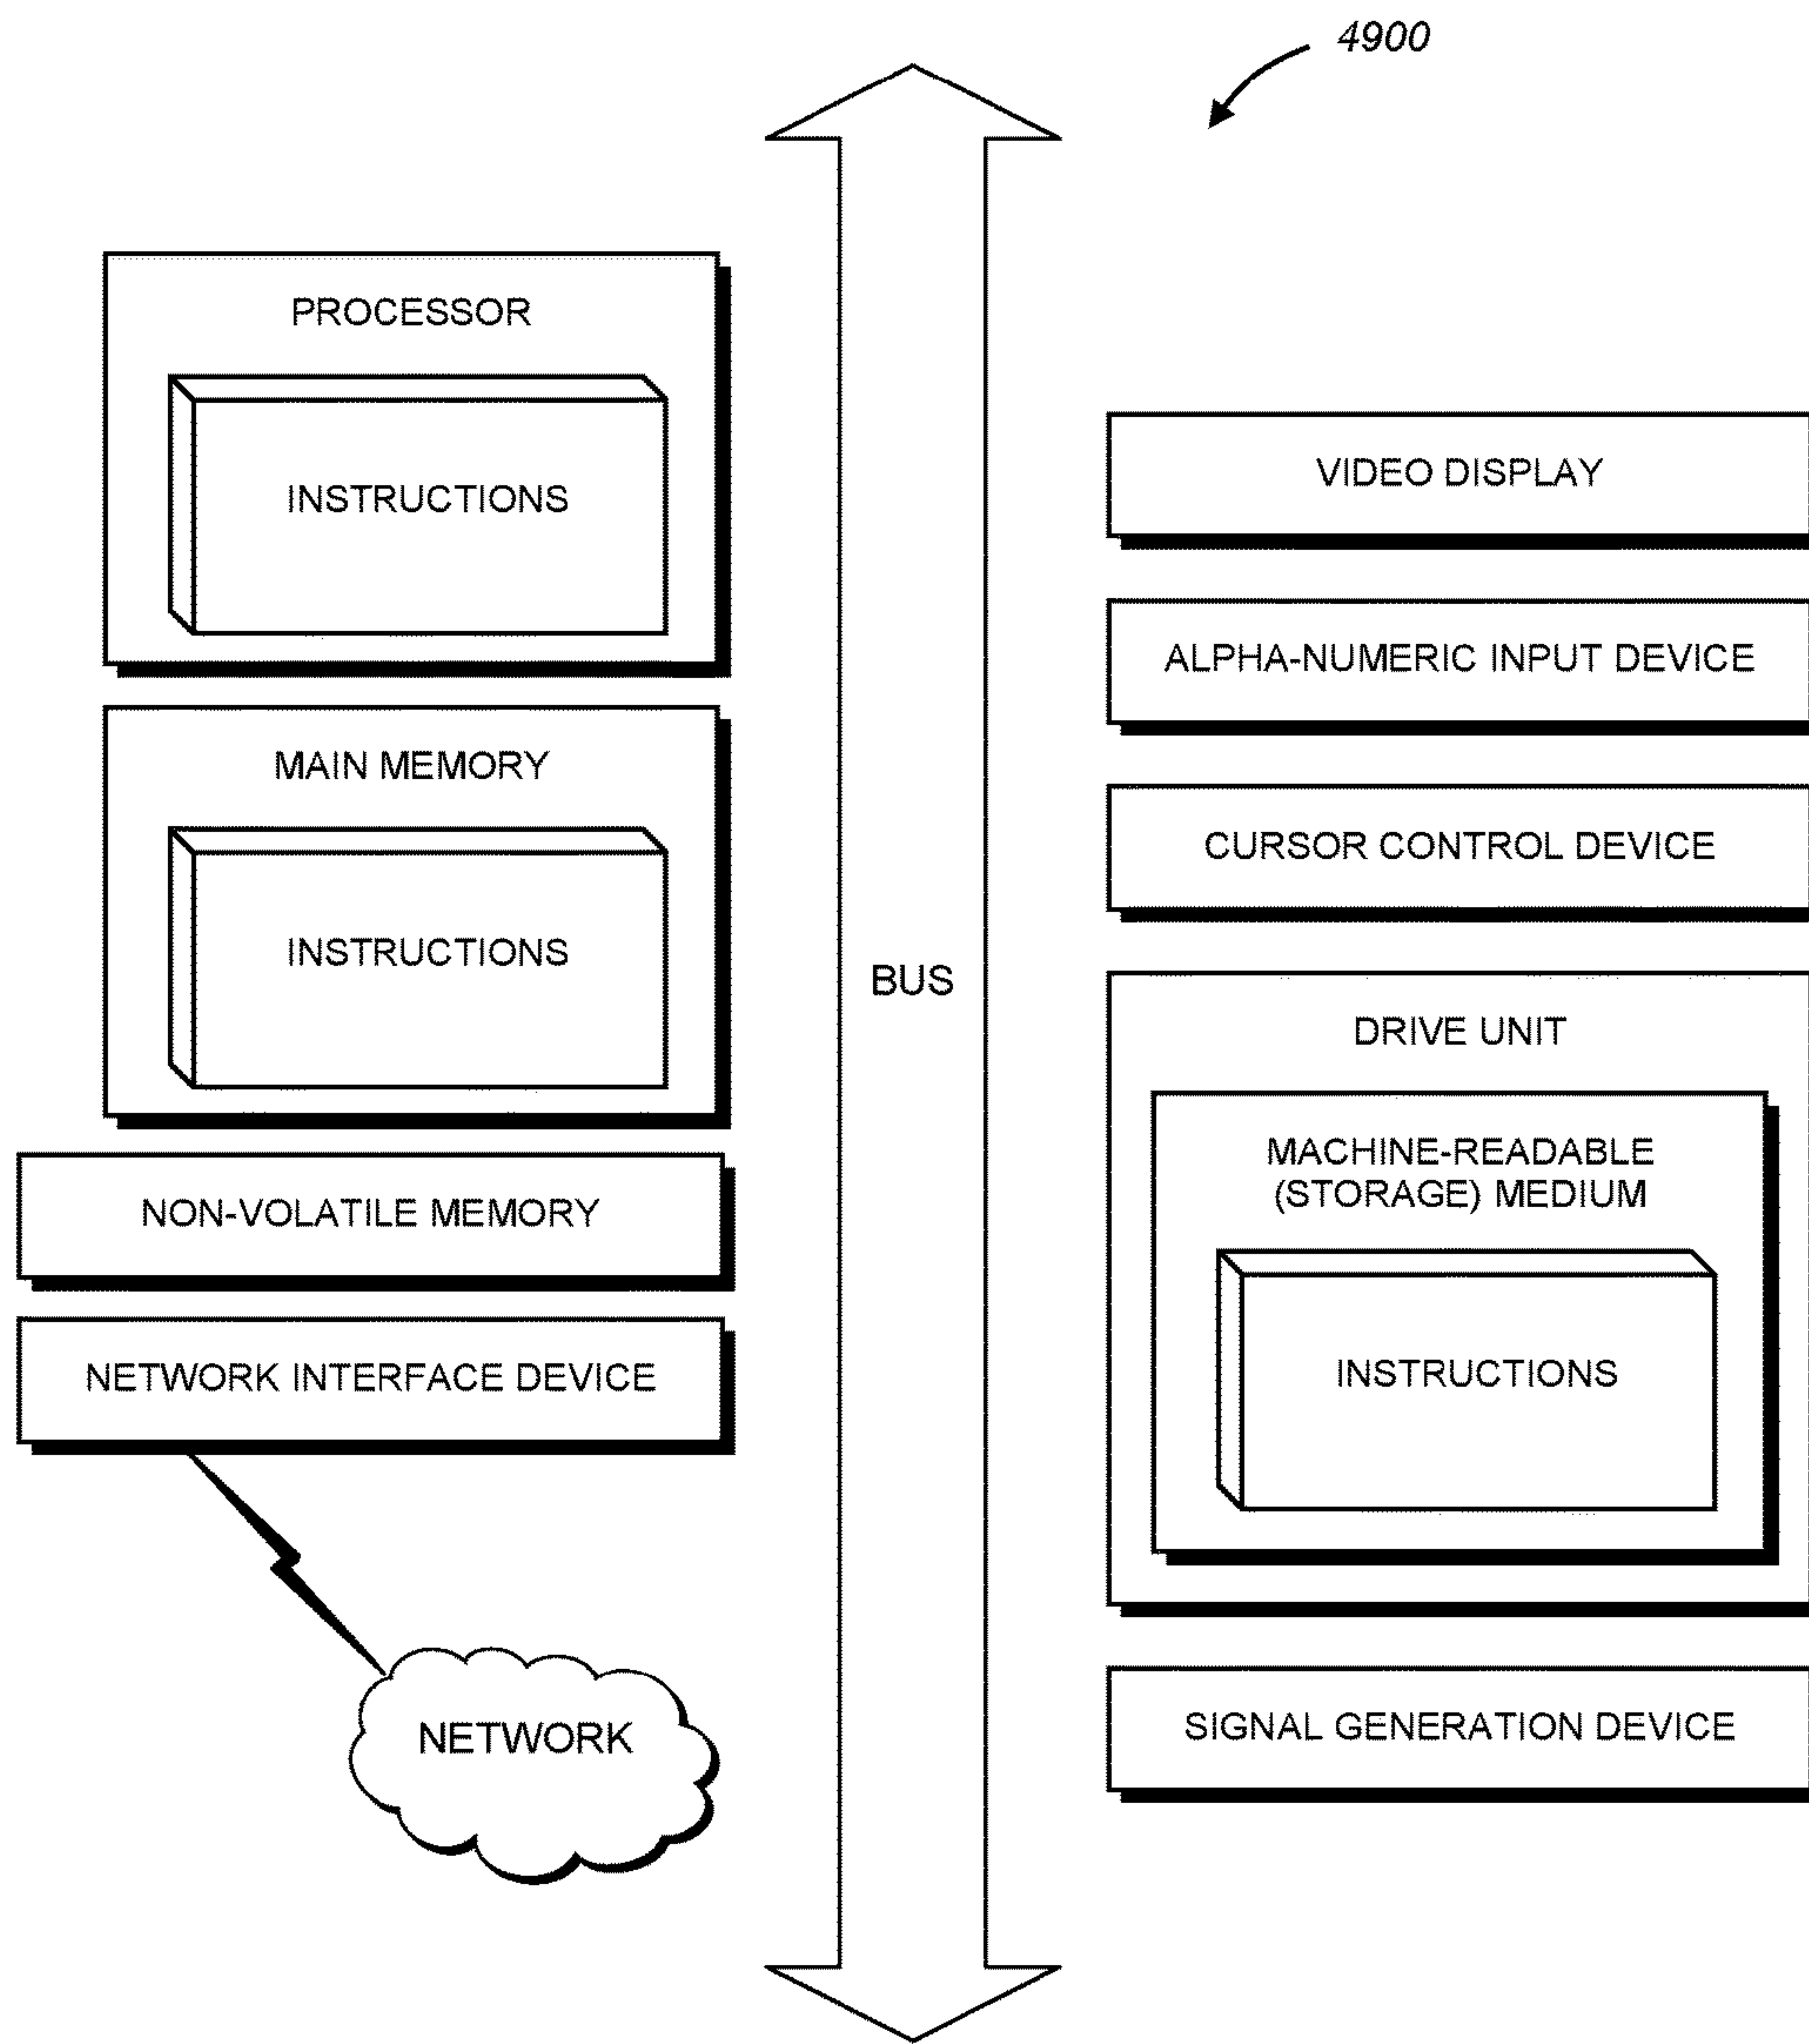 4900
PROCESSOR
INSTRUCTIONS
MAIN MEMORY
INSTRUCTIONS
NON-VOLATILE MEMORY
NETWORK INTERFACE DEVICE
NETWORK
BUS
VIDEO DISPLAY
ALPHA-NUMERIC INPUT DEVICE
CURSOR CONTROL DEVICE
DRIVE UNIT
MACHINE-READABLE
(STORAGE) MEDIUM
INSTRUCTIONS
SIGNAL GENERATION DEVICE